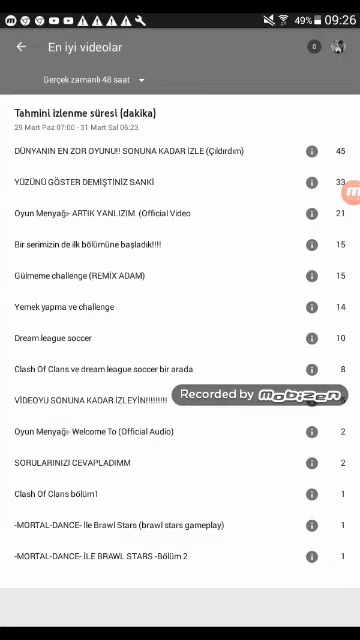 49% 09:26
En iyi videolar
0
Gerçek zamanlı 48 saat
Tahmini izlenme süresi (dakika)
29 Mart Paz 07:00 - 31 Mart Sal 06:23
DÜNYANIN EN ZOR OYUNU!! SONUNA KADAR İZLE (Çıldırdım) 45
YÜZÜNÜ GÖSTER DEMİŞTİNİZ SANKİ 33
Oyun Menyağı- ARTIK YANLIZIM (Official Video 21
Bir serimizin de ilk bölümüne başladık!!!! 15
Gülmeme challenge (REMİX ADAM) 15
Yemek yapma ve challenge 14
Dream league soccer 10
Clash Of Clans ve dream league soccer bir arada 8
Recorded by mobizen
VİDEOYU SONUNA KADAR İZLEYİN!!!!!!!!!
Oyun Menyağı- Welcome To (Official Audio) 2
SORULARINIZI CEVAPLADIMM 2
Clash Of Clans bölüm1 1
-MORTAL-DANCE- İle Brawl Stars (brawl stars gameplay) 1
-MORTAL-DANCE- İLE BRAWL STARS -Bölüm 2 1